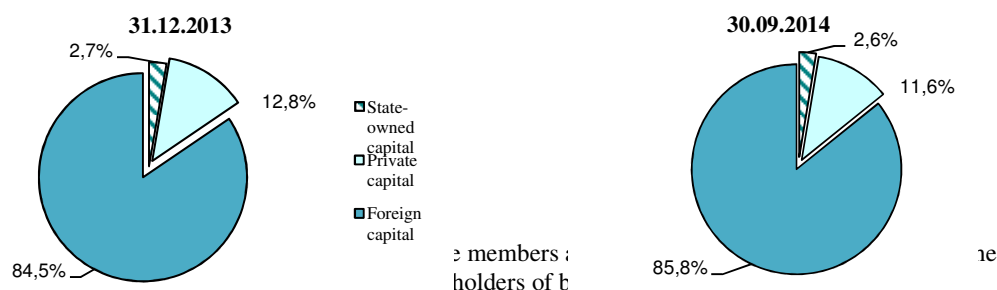 31.12.2013
2,7%
12,8%
84,5%
State-
owned
capital
Private
capital
Foreign
capital
30.09.2014
2,6%
11,6%
85,8%
members
holders of